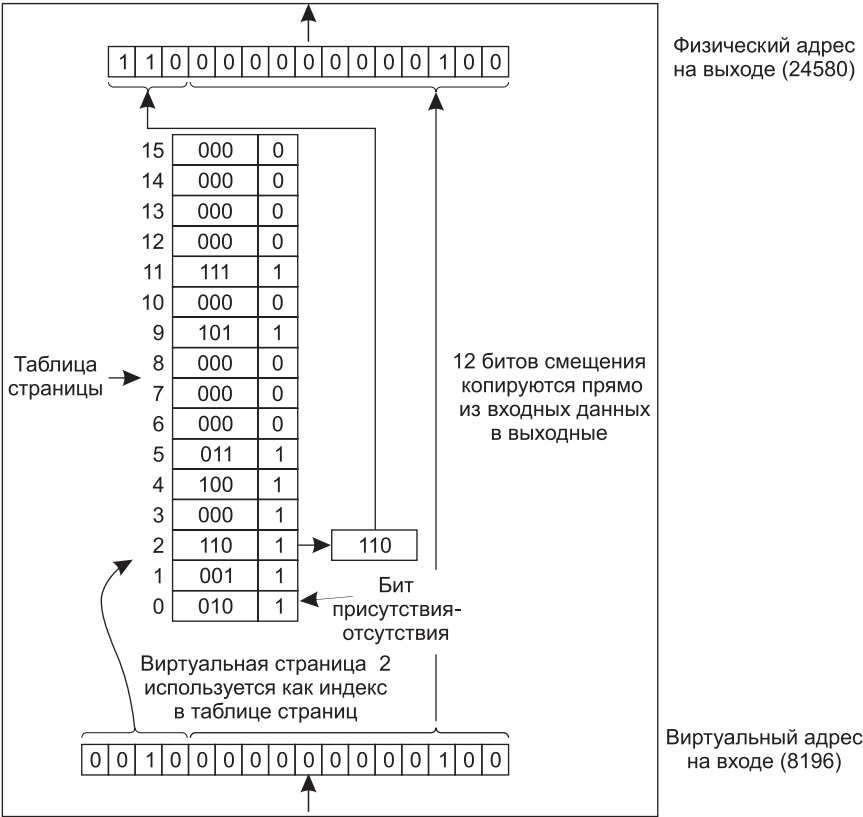 1 1 0 0 0 0 0 0 0 0 0 0 1 0 0
Физический адрес
на выходе (24580)
15 000 0
14 000 0
13 000 0
12 000 0
11 111 1
10 000 0
9 101 1
8 000 0
7 000 0
6 000 0
5 011 1
4 100 1
3 000 1
2 110 1
1 001 1
0 010 1
110
Таблица
страницы
12 битов смещения
копируются прямо
из входных данных
в выходные
Бит
присутствия-
отсутствия
Виртуальная страница 2
используется как индекс
в таблице страниц
0 0 1 0 0 0 0 0 0 0 0 0 0 1 0 0
Виртуальный адрес
на входе (8196)